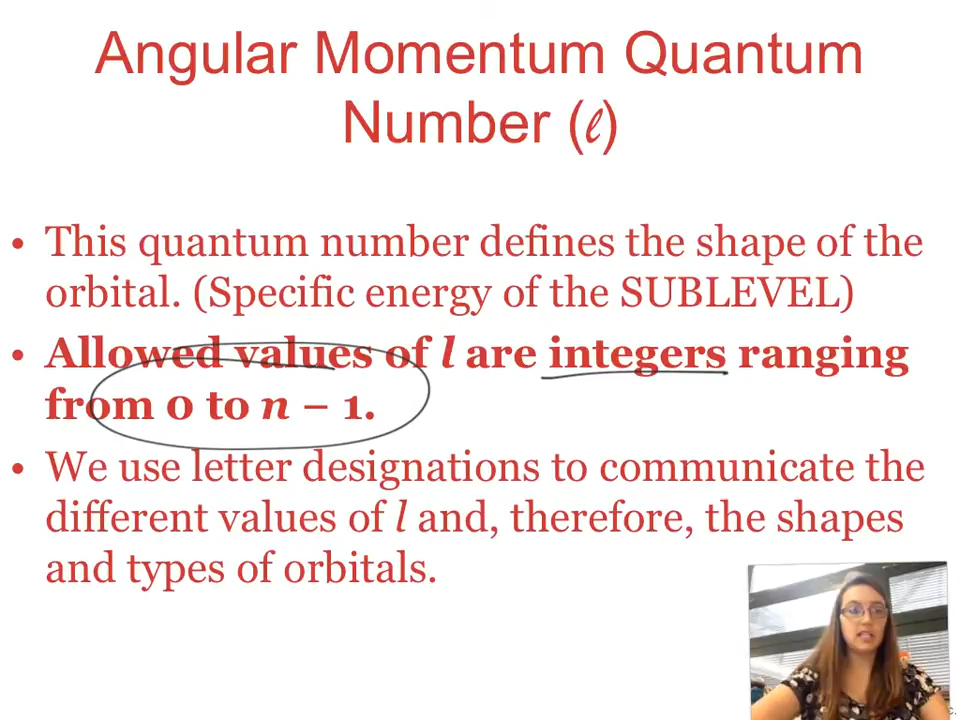 Angular Momentum Quantum
Number (ℓ)
• This quantum number defines the shape of the
orbital. (Specific energy of the SUBLEVEL)
• Allowed values of l are integers ranging
from 0 to n – 1.
• We use letter designations to communicate the
different values of l and, therefore, the shapes
and types of orbitals.